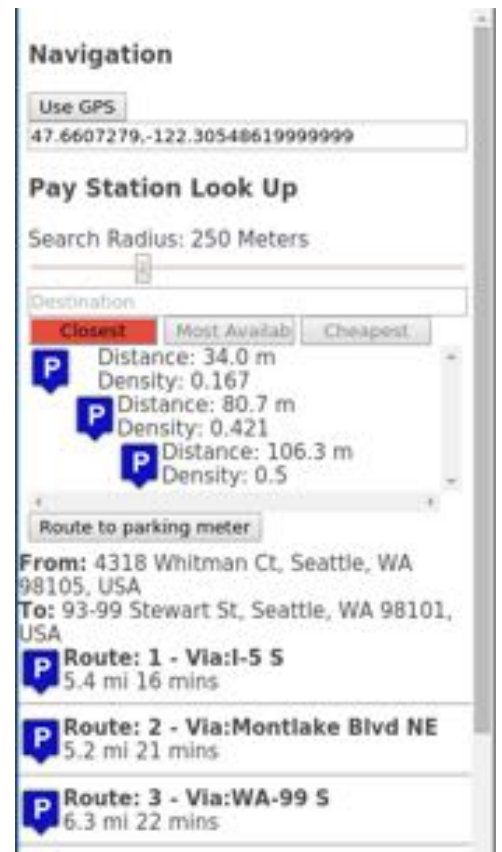 Navigation
Use GPS
47.6607279,-122.30548619999999
Pay Station Look Up
Search Radius: 250 Meters
Destination
Closest Most Availab Cheapest
P Distance: 34.0 m
Density: 0.167
P Distance: 80.7 m
Density: 0.421
P Distance: 106.3 m
Density: 0.5
Route to parking meter
From: 4318 Whitman Ct, Seattle, WA
98105, USA
To: 93-99 Stewart St, Seattle, WA 98101,
USA
P Route: 1 - Via:I-5 S
5.4 mi 16 mins
P Route: 2 - Via:Montlake Blvd NE
5.2 mi 21 mins
P Route: 3 - Via:WA-99 S
6.3 mi 22 mins